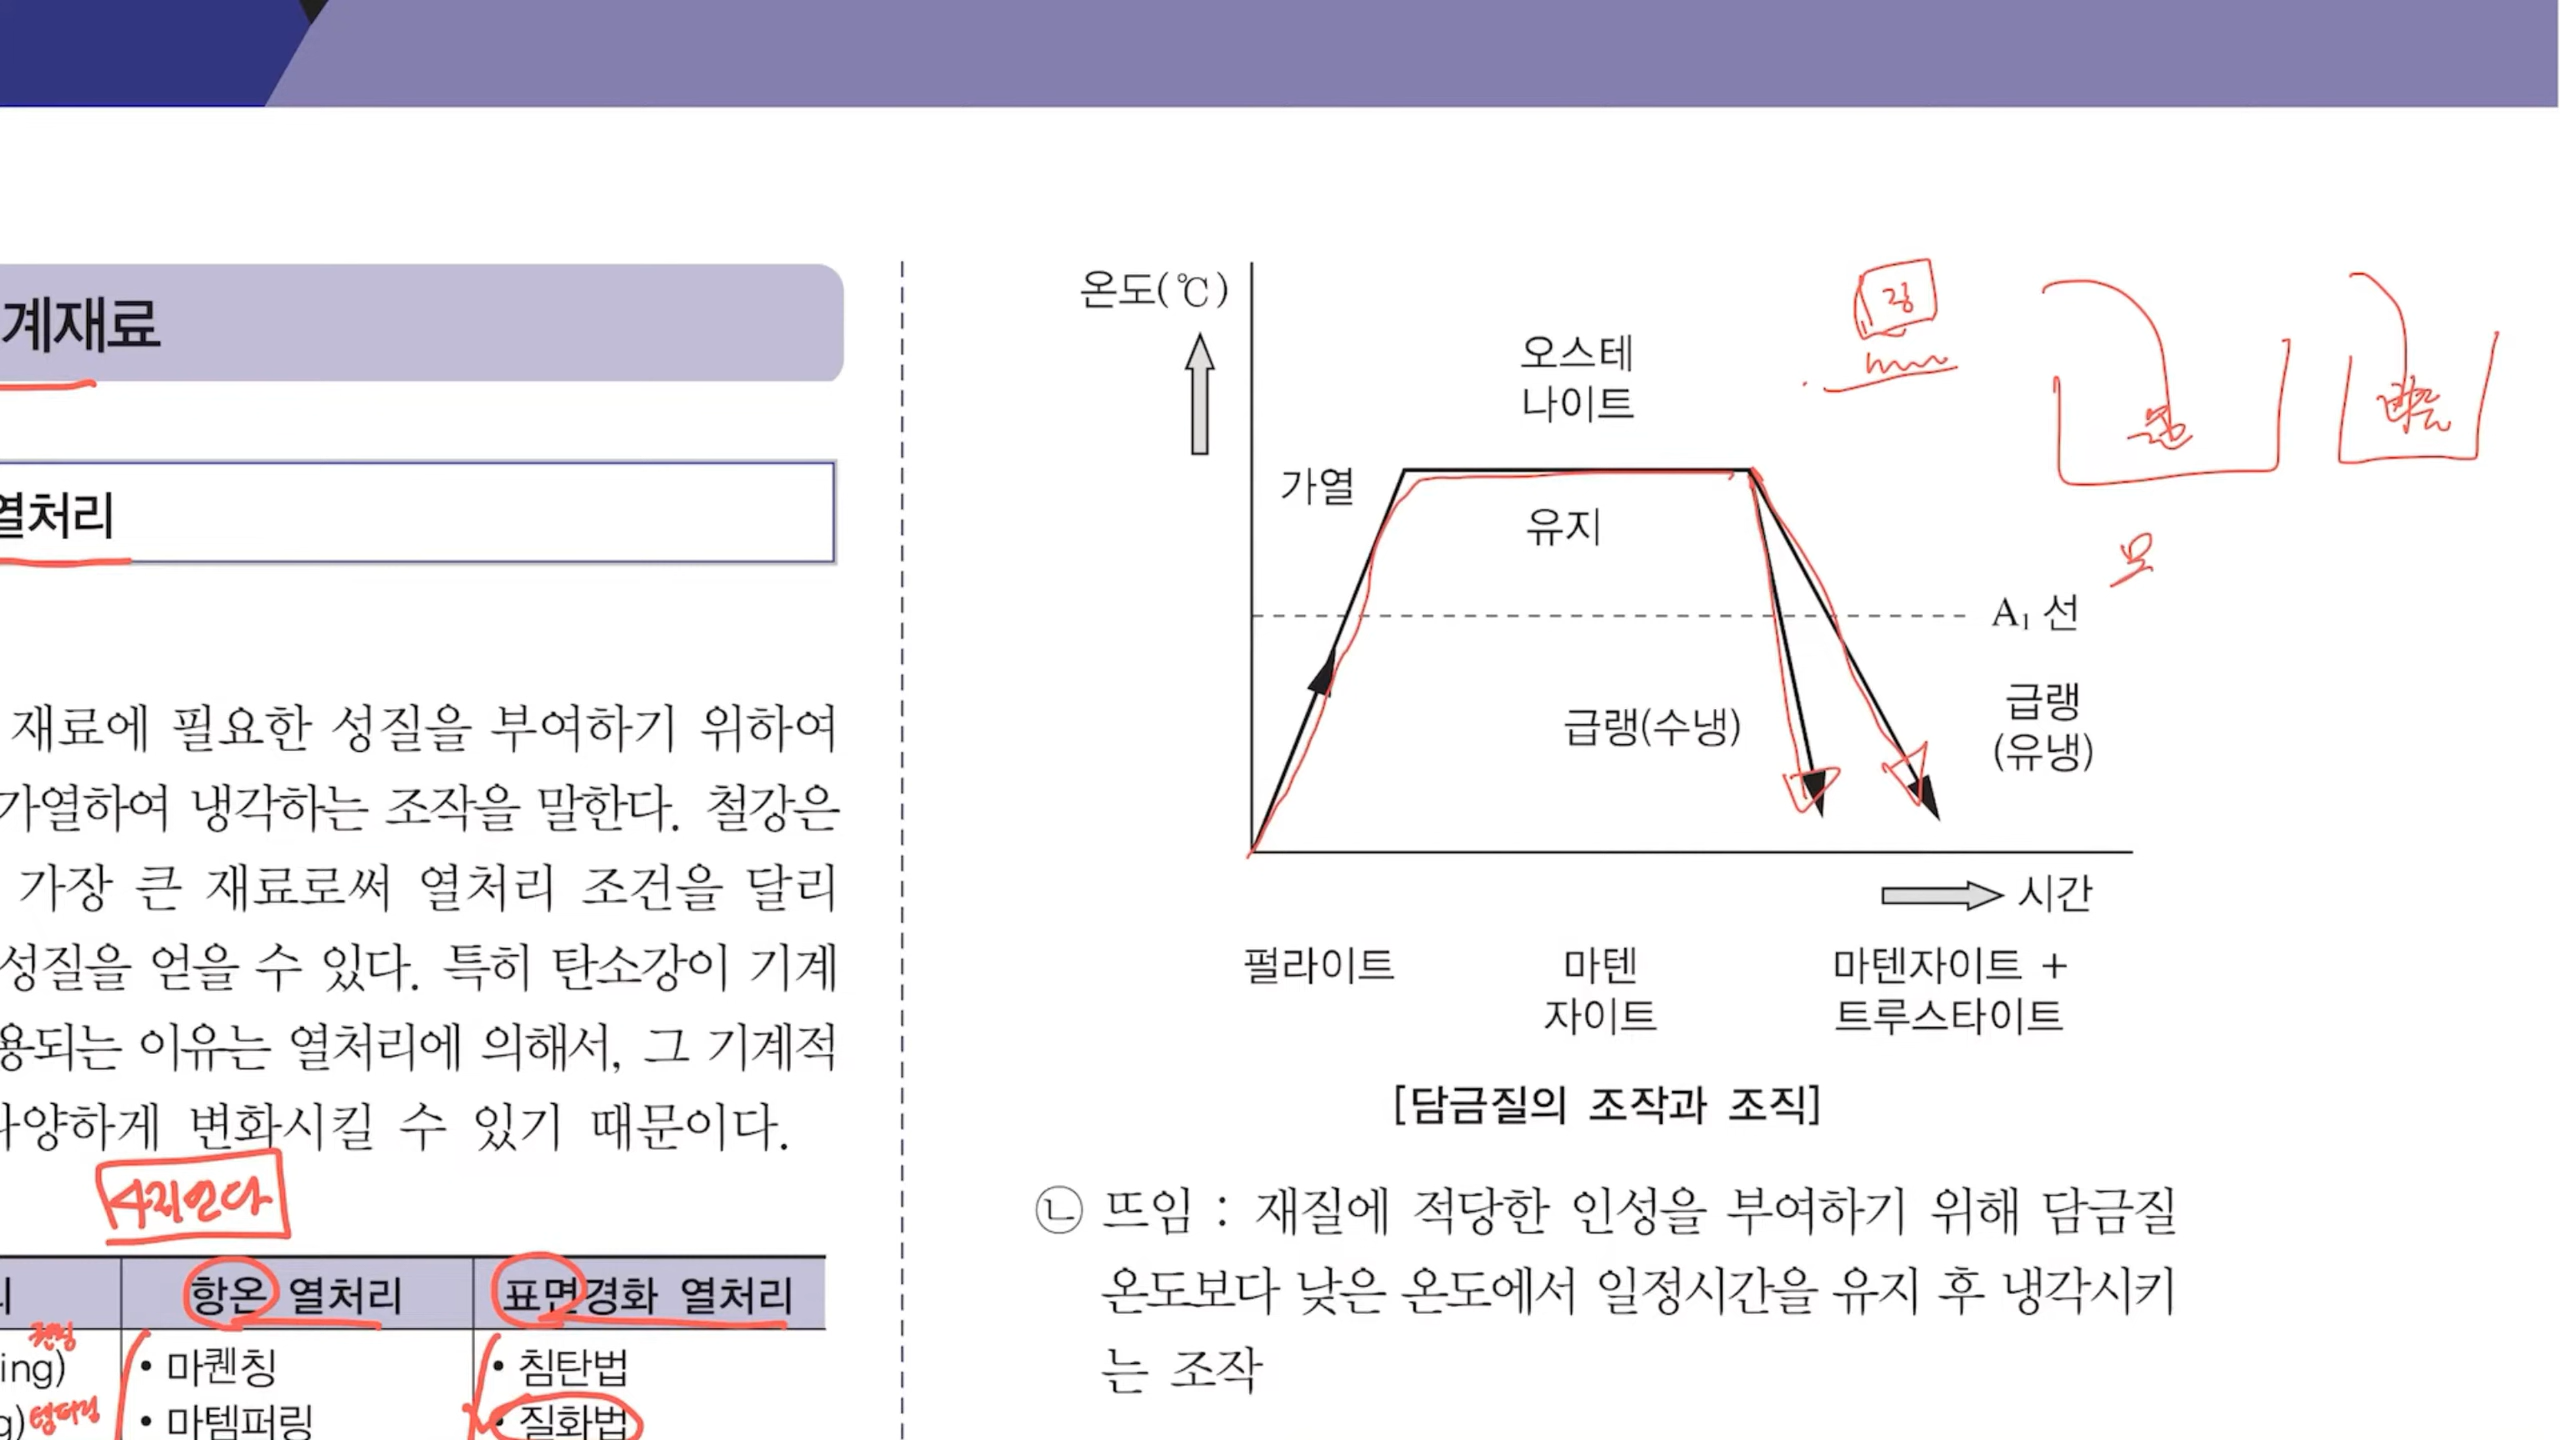 계재료
열처리
재료에 필요한 성질을 부여하기 위하여
가열하여 냉각하는 조작을 말한다. 철강은
가장 큰 재료로써 열처리 조건을 달리
성질을 얻을 수 있다. 특히 탄소강이 기계
용되는 이유는 열처리에 의해서, 그 기계적
다양하게 변화시킬 수 있기 때문이다.
항온 열처리
표면경화 열처리
ing)
• 마퀜칭
• 침탄법
g) 템퍼링
• 마템퍼링
• 질화법
온도(℃)
강
오스테
나이트
가열
유지
A₁ 선
급랭(수냉)
급랭
(유냉)
시간
펄라이트
마텐
자이트
마텐자이트 +
트루스타이트
[담금질의 조작과 조직]
㉡ 뜨임 : 재질에 적당한 인성을 부여하기 위해 담금질
온도보다 낮은 온도에서 일정시간을 유지 후 냉각시키
는 조작